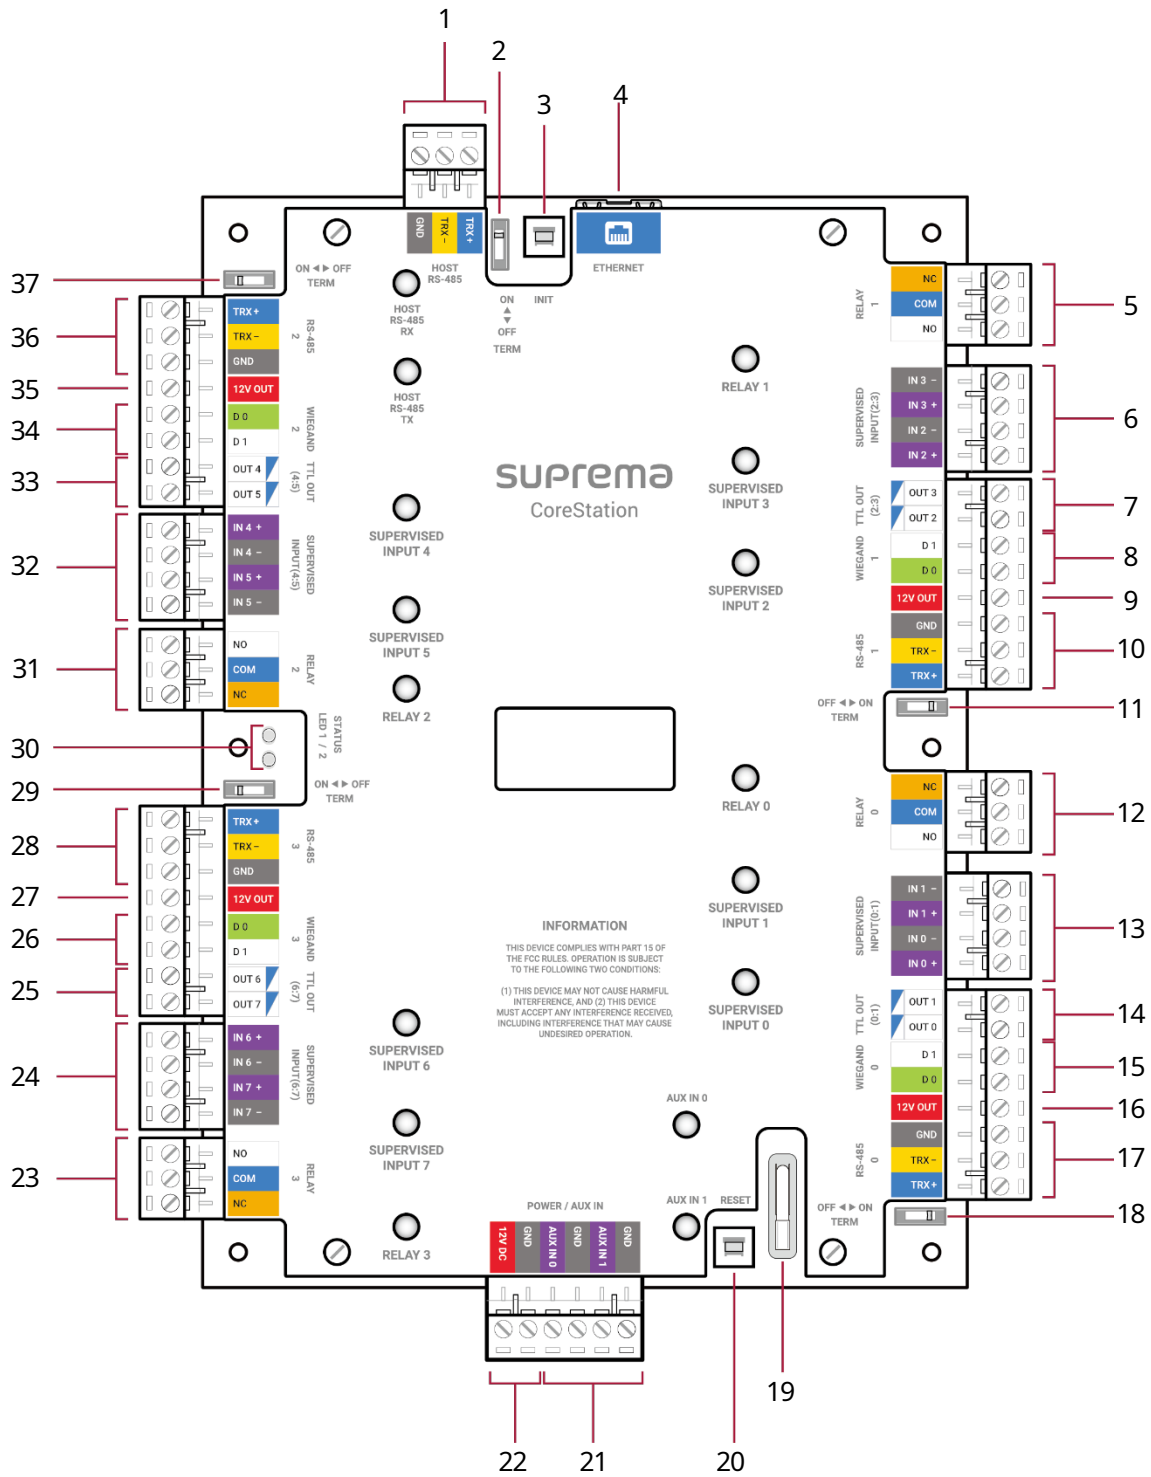 1
2
3
4
GND
TRX −
TRX +
HOST
RS-485
ETHERNET
ON
OFF
TERM
INIT
HOST
RS-485
RX
HOST
RS-485
TX
37
ON ◀ ▶ OFF
TERM
36
TRX +
TRX −
GND
RS-485
2
35
12V OUT
34
D 0
D 1
WIEGAND
2
33
OUT 4
OUT 5
TTL OUT
(4:5)
32
IN 4 +
IN 4 −
IN 5 +
IN 5 −
SUPERVISED
INPUT(4:5)
31
NO
COM
NC
RELAY
2
30
STATUS
LED 1 / 2
29
ON ◀ ▶ OFF
TERM
28
TRX +
TRX −
GND
RS-485
3
27
12V OUT
26
D 0
D 1
WIEGAND
3
25
OUT 6
OUT 7
TTL OUT
(6:7)
24
IN 6 +
IN 6 −
IN 7 +
IN 7 −
SUPERVISED
INPUT(6:7)
23
NO
COM
NC
RELAY
3
suprema
CoreStation
SUPERVISED
INPUT 4
SUPERVISED
INPUT 5
RELAY 2
SUPERVISED
INPUT 6
SUPERVISED
INPUT 7
RELAY 3
RELAY 1
SUPERVISED
INPUT 3
SUPERVISED
INPUT 2
RELAY 0
SUPERVISED
INPUT 1
SUPERVISED
INPUT 0
INFORMATION
THIS DEVICE COMPLIES WITH PART 15 OF
THE FCC RULES. OPERATION IS SUBJECT
TO THE FOLLOWING TWO CONDITIONS:
(1) THIS DEVICE MAY NOT CAUSE HARMFUL
INTERFERENCE, AND (2) THIS DEVICE
MUST ACCEPT ANY INTERFERENCE RECEIVED,
INCLUDING INTERFERENCE THAT MAY CAUSE
UNDESIRED OPERATION.
AUX IN 0
AUX IN 1
RESET
POWER / AUX IN
12V DC
GND
AUX IN 0
GND
AUX IN 1
GND
RELAY
1
NC
COM
NO
5
SUPERVISED
INPUT(2:3)
IN 3 −
IN 3 +
IN 2 −
IN 2 +
6
TTL OUT
(2:3)
OUT 3
OUT 2
7
WIEGAND
1
D 1
D 0
8
12V OUT
9
RS-485
1
GND
TRX −
TRX +
10
OFF ◀ ▶ ON
TERM
11
RELAY
0
NC
COM
NO
12
SUPERVISED
INPUT(0:1)
IN 1 −
IN 1 +
IN 0 −
IN 0 +
13
TTL OUT
(0:1)
OUT 1
OUT 0
14
WIEGAND
0
D 1
D 0
15
12V OUT
16
RS-485
0
GND
TRX −
TRX +
17
OFF ◀ ▶ ON
TERM
18
19
22
21
20